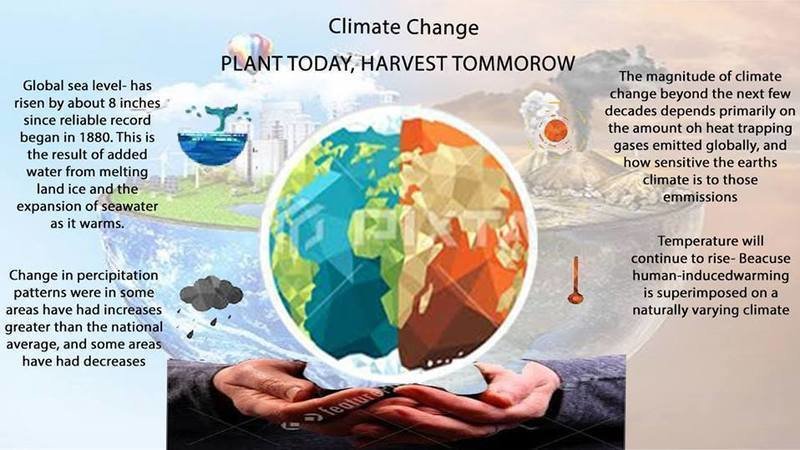 Climate Change
PLANT TODAY, HARVEST TOMMOROW
Global sea level- has
risen by about 8 inches
since reliable record
began in 1880. This is
the result of added
water from melting
land ice and the
expansion of seawater
as it warms.
Change in percipitation
patterns were in some
areas have had increases
greater than the national
average, and some areas
have had decreases
The magnitude of climate
change beyond the next few
decades depends primarily on
the amount oh heat trapping
gases emitted globally, and
how sensitive the earths
climate is to those
emmissions
Temperature will
continue to rise- Beacuse
human-inducedwarming
is superimposed on a
naturally varying climate
PIXTA